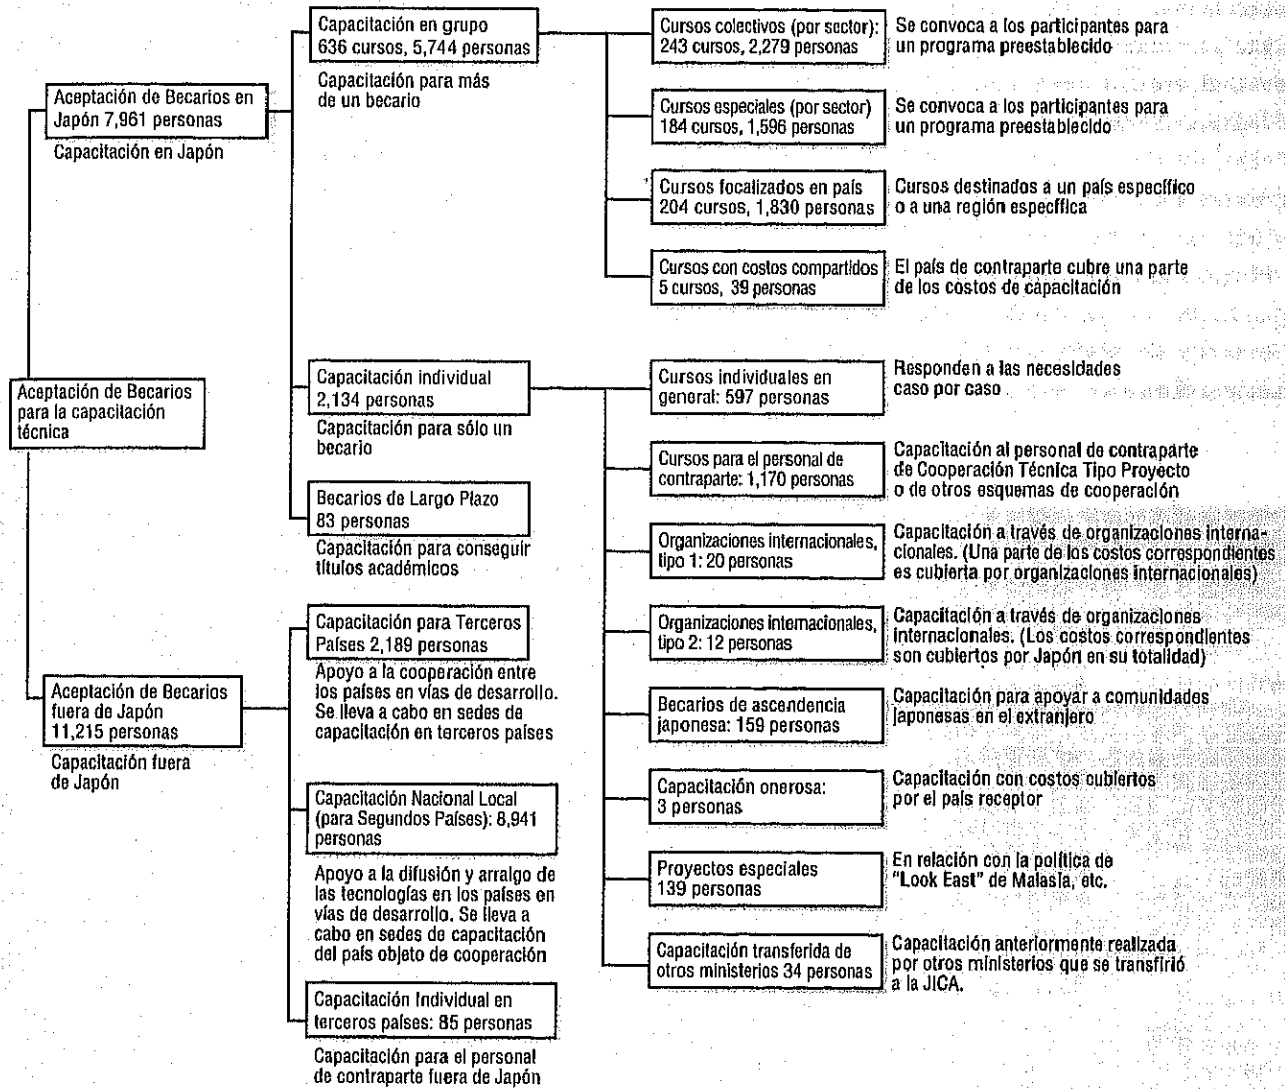 Aceptación de Becarios
para la capacitación
técnica
Aceptación de Becarios en
Japón 7,961 personas
Capacitación en Japón
Capacitación en grupo
636 cursos, 5,744 personas
Capacitación para más
de un becario
Cursos colectivos (por sector):
243 cursos, 2,279 personas
Se convoca a los participantes para
un programa preestablecido
Cursos especiales (por sector)
184 cursos, 1,596 personas
Se convoca a los participantes para
un programa preestablecido
Cursos focalizados en país
204 cursos, 1,830 personas
Cursos destinados a un país específico
o a una región específica
Cursos con costos compartidos
5 cursos, 39 personas
El país de contraparte cubre una parte
de los costos de capacitación
Capacitación individual
2,134 personas
Capacitación para sólo un
becario
Cursos individuales en
general: 597 personas
Responden a las necesidades
caso por caso
Cursos para el personal de
contraparte: 1,170 personas
Capacitación al personal de contraparte
de Cooperación Técnica Tipo Proyecto
o de otros esquemas de cooperación
Organizaciones internacionales,
tipo 1: 20 personas
Capacitación a través de organizaciones interna-
cionales. (Una parte de los costos correspondientes
es cubierta por organizaciones internacionales)
Organizaciones internacionales,
tipo 2: 12 personas
Capacitación a través de organizaciones
internacionales. (Los costos correspondientes
son cubiertos por Japón en su totalidad)
Becarios de ascendencia
japonesa: 159 personas
Capacitación para apoyar a comunidades
japonesas en el extranjero
Capacitación onerosa:
3 personas
Capacitación con costos cubiertos
por el país receptor
Proyectos especiales
139 personas
En relación con la política de
"Look East" de Malasia, etc.
Capacitación transferida de
otros ministerios 34 personas
Capacitación anteriormente realizada
por otros ministerios que se transfirió
a la JICA.
Becarios de Largo Plazo
83 personas
Capacitación para conseguir
títulos académicos
Aceptación de Becarios
fuera de Japón
11,215 personas
Capacitación fuera
de Japón
Capacitación para Terceros
Países 2,189 personas
Apoyo a la cooperación entre
los países en vías de desarrollo.
Se lleva a cabo en sedes de
capacitación en terceros países
Capacitación Nacional Local
(para Segundos Países): 8,941
personas
Apoyo a la difusión y arraigo de
las tecnologías en los países en
vías de desarrollo. Se lleva a
cabo en sedes de capacitación
del país objeto de cooperación
Capacitación Individual en
terceros países: 85 personas
Capacitación para el personal
de contraparte fuera de Japón